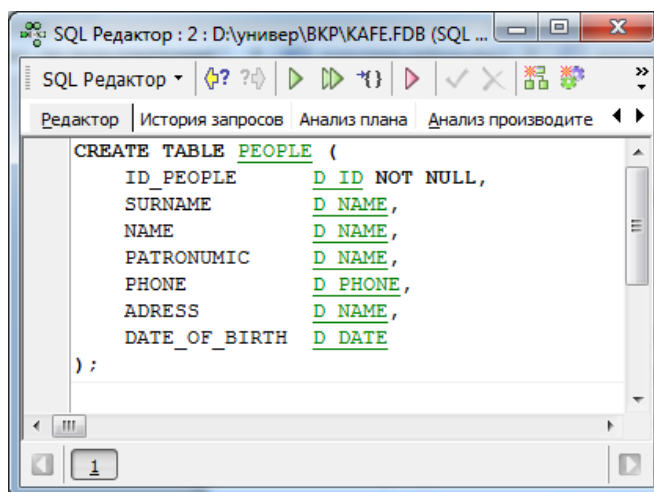 SQL Редактор : 2 : D:\универ\ВКР\KAFE.FDB (SQL ...
SQL Редактор
Редактор История запросов Анализ плана Анализ производите
CREATE TABLE PEOPLE (
ID_PEOPLE D_ID NOT NULL,
SURNAME D_NAME,
NAME D_NAME,
PATRONUMIC D_NAME,
PHONE D_PHONE,
ADRESS D_NAME,
DATE_OF_BIRTH D_DATE
);
1